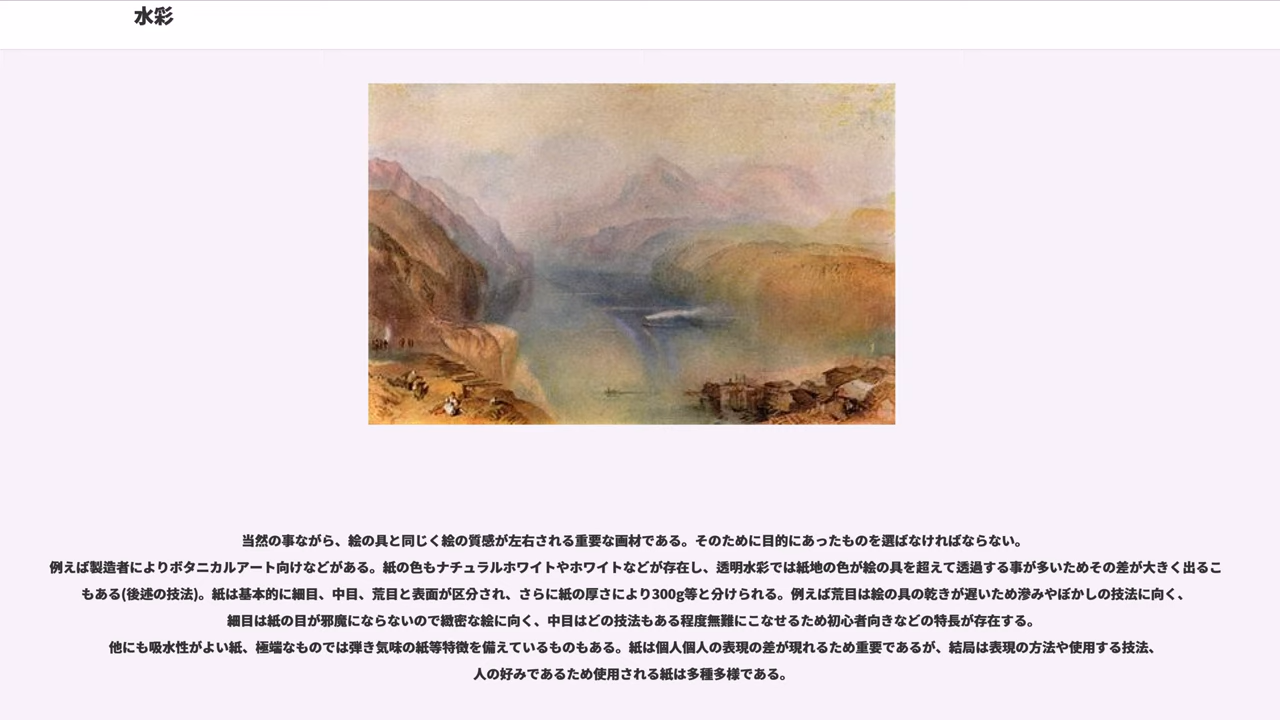 水彩
当然の事ながら、絵の具と同じく絵の質感が左右される重要な画材である。そのために目的にあったものを選ばなければならない。
例えば製造者によりボタニカルアート向けなどがある。紙の色もナチュラルホワイトやホワイトなどが存在し、透明水彩では紙地の色が絵の具を超えて透過する事が多いためその差が大きく出るこ
もある(後述の技法)。紙は基本的に細目、中目、荒目と表面が区分され、さらに紙の厚さにより300g等と分けられる。例えば荒目は絵の具の乾きが遅いため滲みやぼかしの技法に向く、
細目は紙の目が邪魔にならないので緻密な絵に向く、中目はどの技法もある程度無難にこなせるため初心者向きなどの特長が存在する。
他にも吸水性がよい紙、極端なものでは弾き気味の紙等特徴を備えているものもある。紙は個人個人の表現の差が現れるため重要であるが、結局は表現の方法や使用する技法、
人の好みであるため使用される紙は多種多様である。